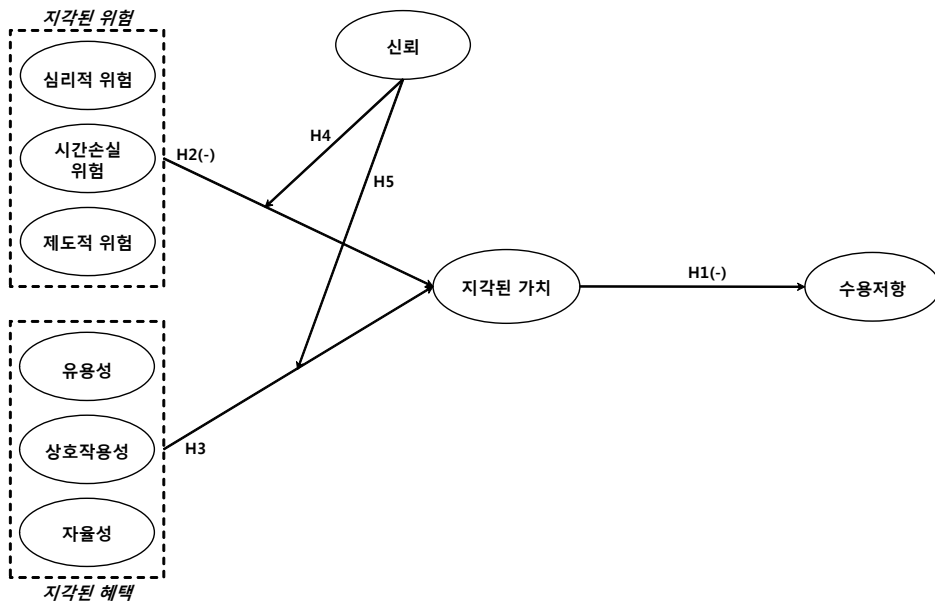 지각된 위험
심리적 위험
시간손실
위험
제도적 위험
신뢰
H4
H5
H2(-)
지각된 가치
H1(-)
수용저항
유용성
상호작용성
자율성
H3
지각된 혜택